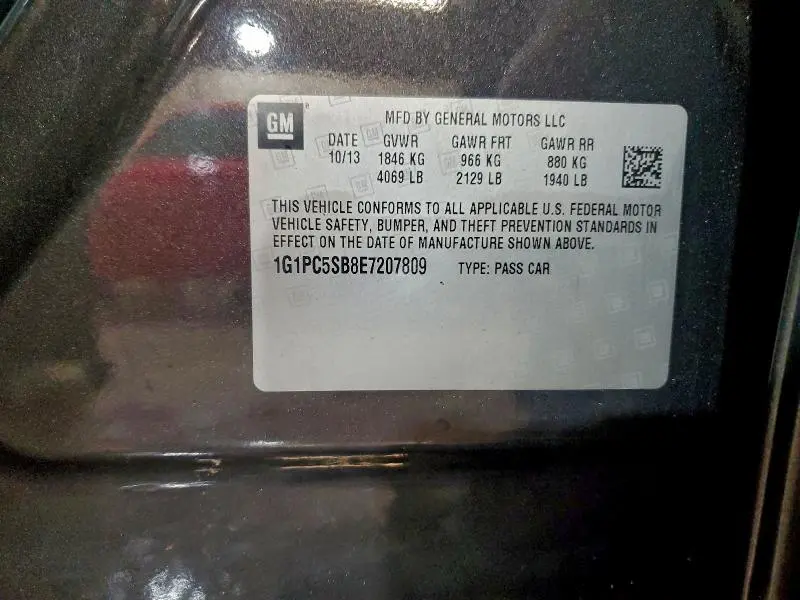 GM
MFD BY GENERAL MOTORS LLC
DATE GVWR GAWR FRT GAWR RR
10/13 1846 KG 966 KG 880 KG
4069 LB 2129 LB 1940 LB
THIS VEHICLE CONFORMS TO ALL APPLICABLE U.S. FEDERAL MOTOR
VEHICLE SAFETY, BUMPER, AND THEFT PREVENTION STANDARDS IN
EFFECT ON THE DATE OF MANUFACTURE SHOWN ABOVE.
1G1PC5SB8E7207809 TYPE: PASS CAR